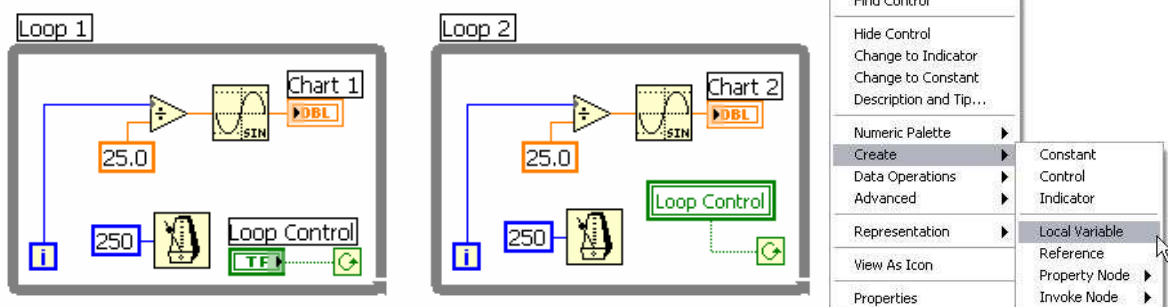 Loop 1
Chart 1
DBL
SIN
25.0
250
Loop Control
TF
i
Loop 2
Chart 2
DBL
SIN
25.0
Loop Control
250
i
Find Control
Hide Control
Change to Indicator
Change to Constant
Description and Tip...
Numeric Palette
Create
Data Operations
Advanced
Representation
View As Icon
Properties
Constant
Control
Indicator
Local Variable
Reference
Property Node
Invoke Node